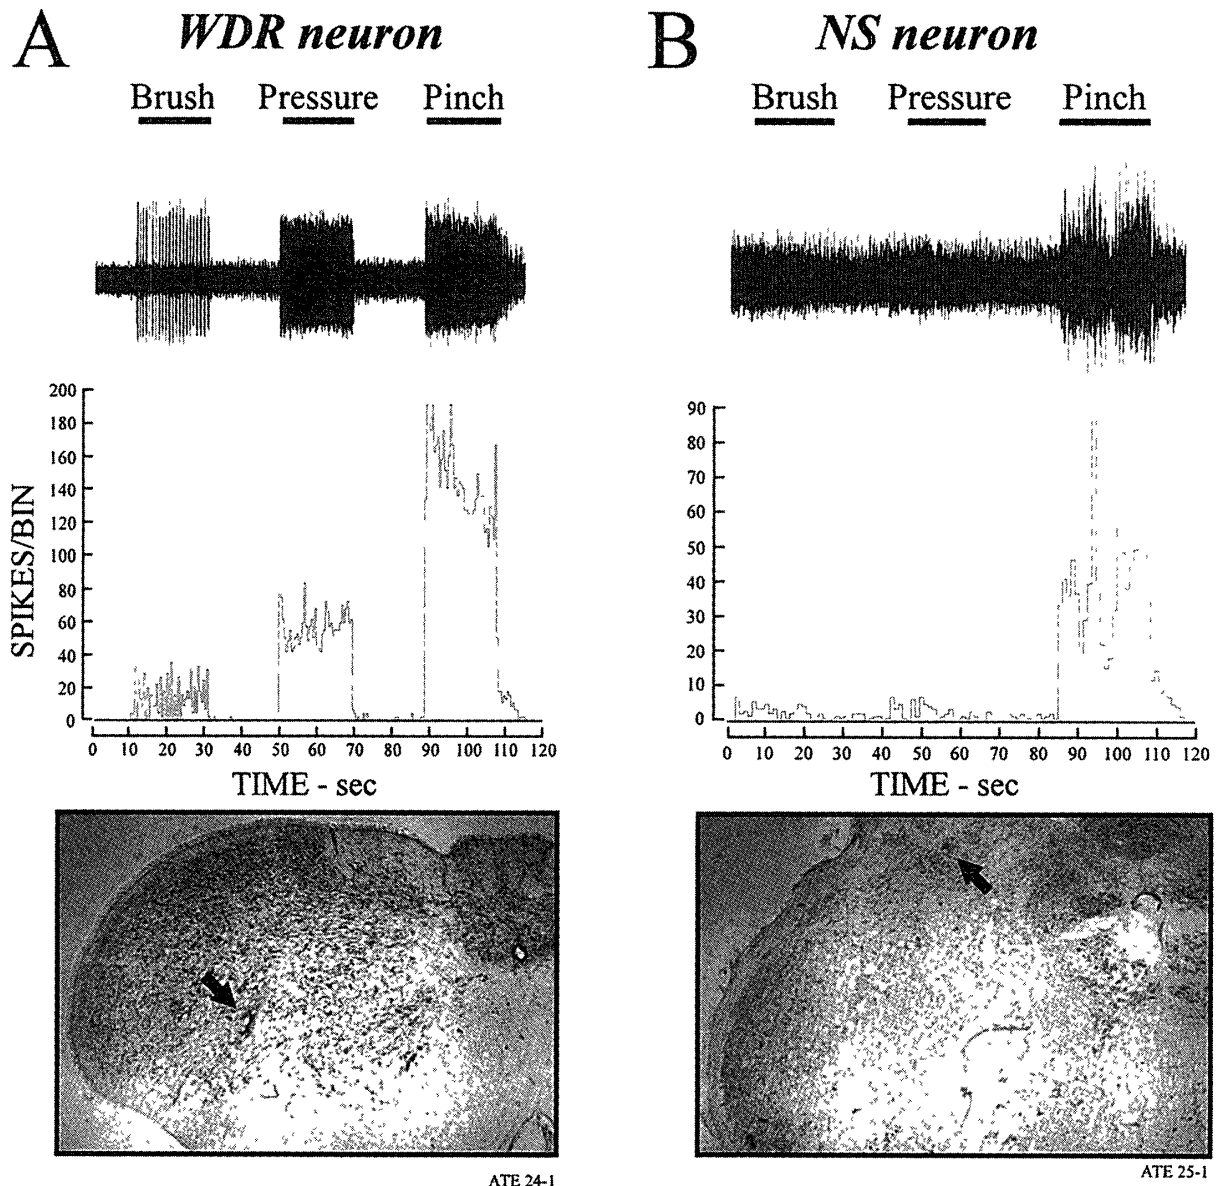 A WDR neuron
Brush Pressure Pinch
200
180
160
140
120
100
80
60
40
20
0
SPIKES/BIN
0 10 20 30 40 50 60 70 80 90 100 110 120
TIME - sec
ATE 24-1
B NS neuron
Brush Pressure Pinch
90
80
70
60
50
40
30
20
10
0
0 10 20 30 40 50 60 70 80 90 100 110 120
TIME - sec
ATE 25-1